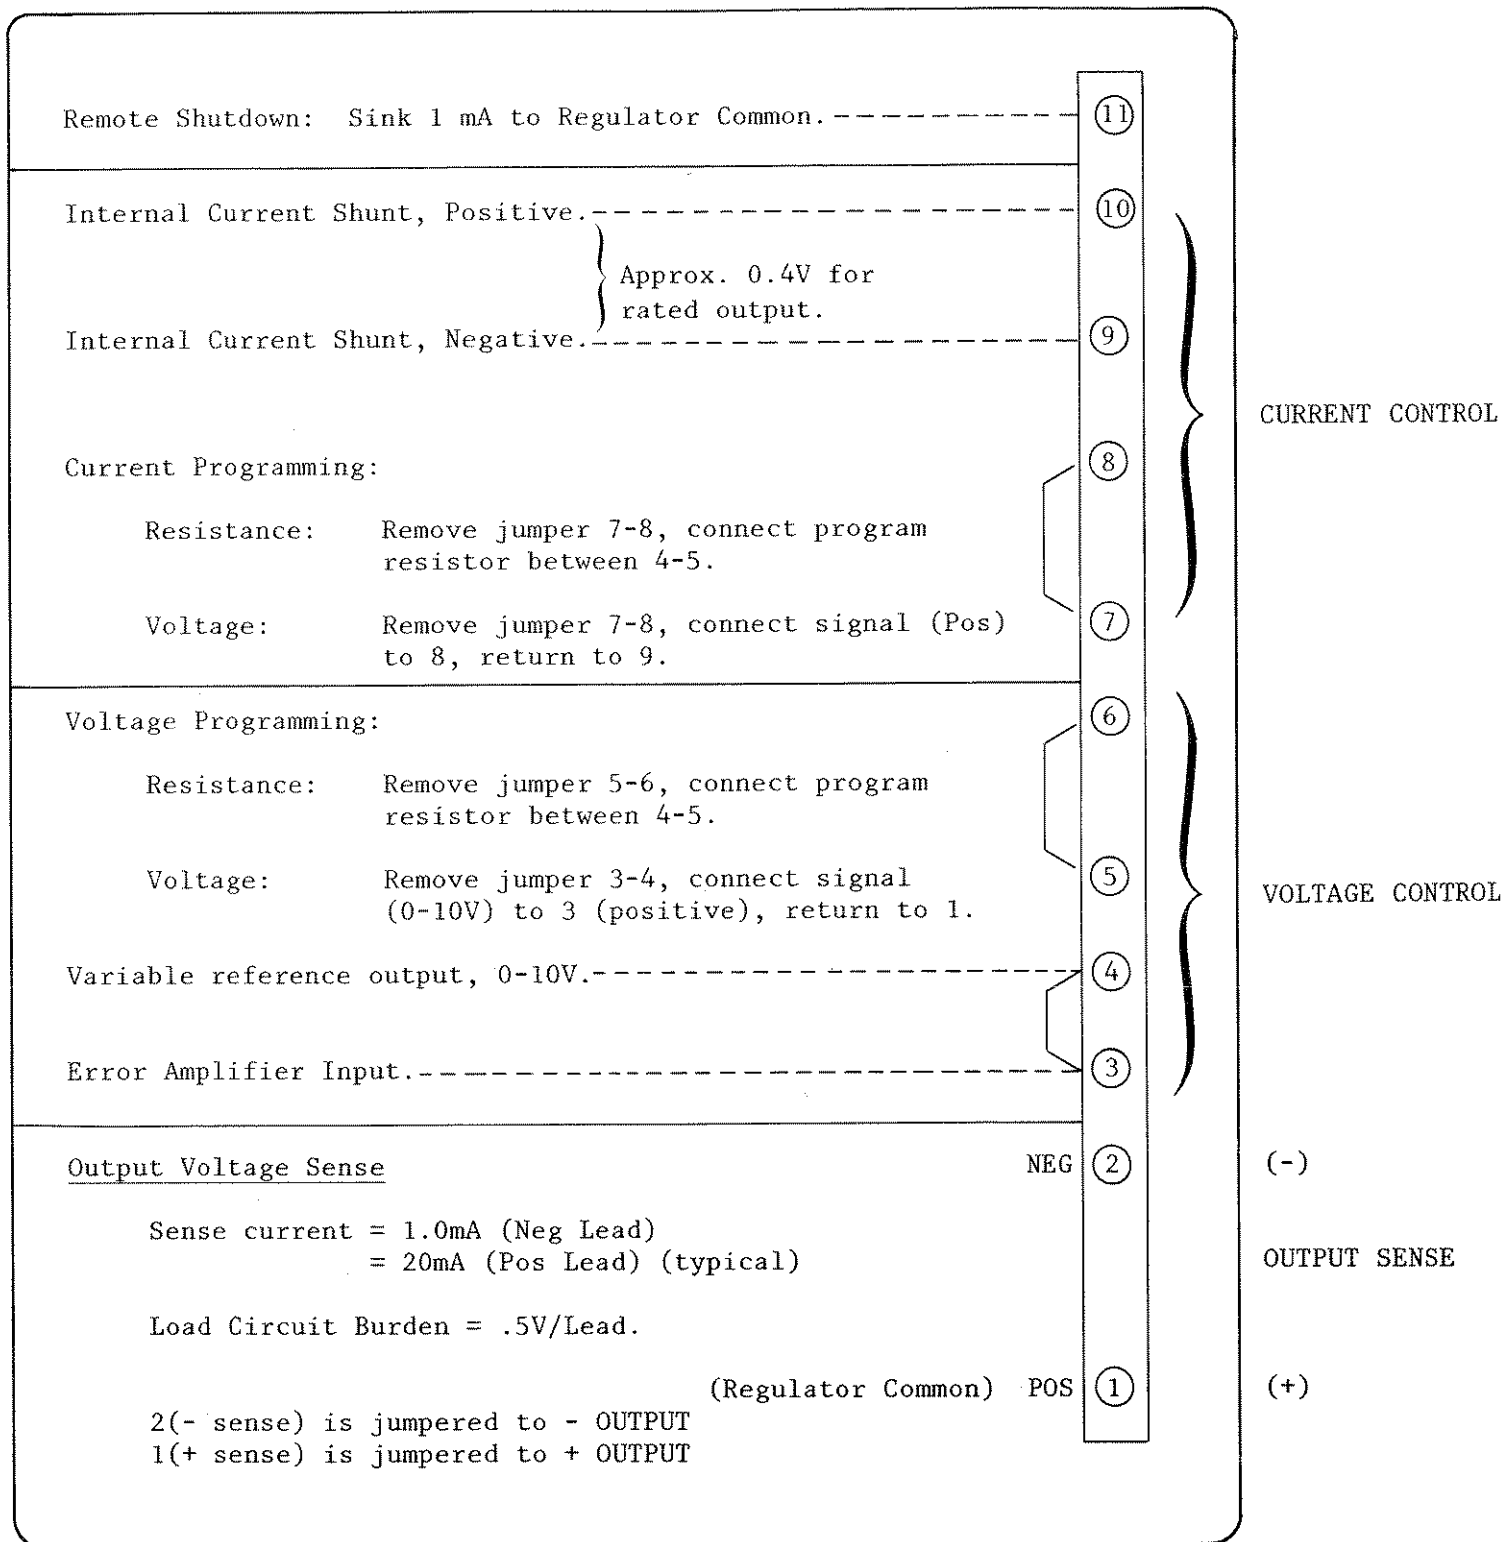 Remote Shutdown: Sink 1 mA to Regulator Common. 11
Internal Current Shunt, Positive. 10
Approx. 0.4V for
rated output.
Internal Current Shunt, Negative. 9
CURRENT CONTROL
Current Programming: 8
Resistance: Remove jumper 7-8, connect program
resistor between 4-5.
Voltage: Remove jumper 7-8, connect signal (Pos) 7
to 8, return to 9.
Voltage Programming: 6
Resistance: Remove jumper 5-6, connect program
resistor between 4-5.
Voltage: Remove jumper 3-4, connect signal 5
(0-10V) to 3 (positive), return to 1.
VOLTAGE CONTROL
Variable reference output, 0-10V. 4
Error Amplifier Input. 3
Output Voltage Sense NEG 2 (-)
Sense current = 1.0mA (Neg Lead)
= 20mA (Pos Lead) (typical)
OUTPUT SENSE
Load Circuit Burden = .5V/Lead.
(Regulator Common) POS 1 (+)
2(- sense) is jumpered to - OUTPUT
1(+ sense) is jumpered to + OUTPUT